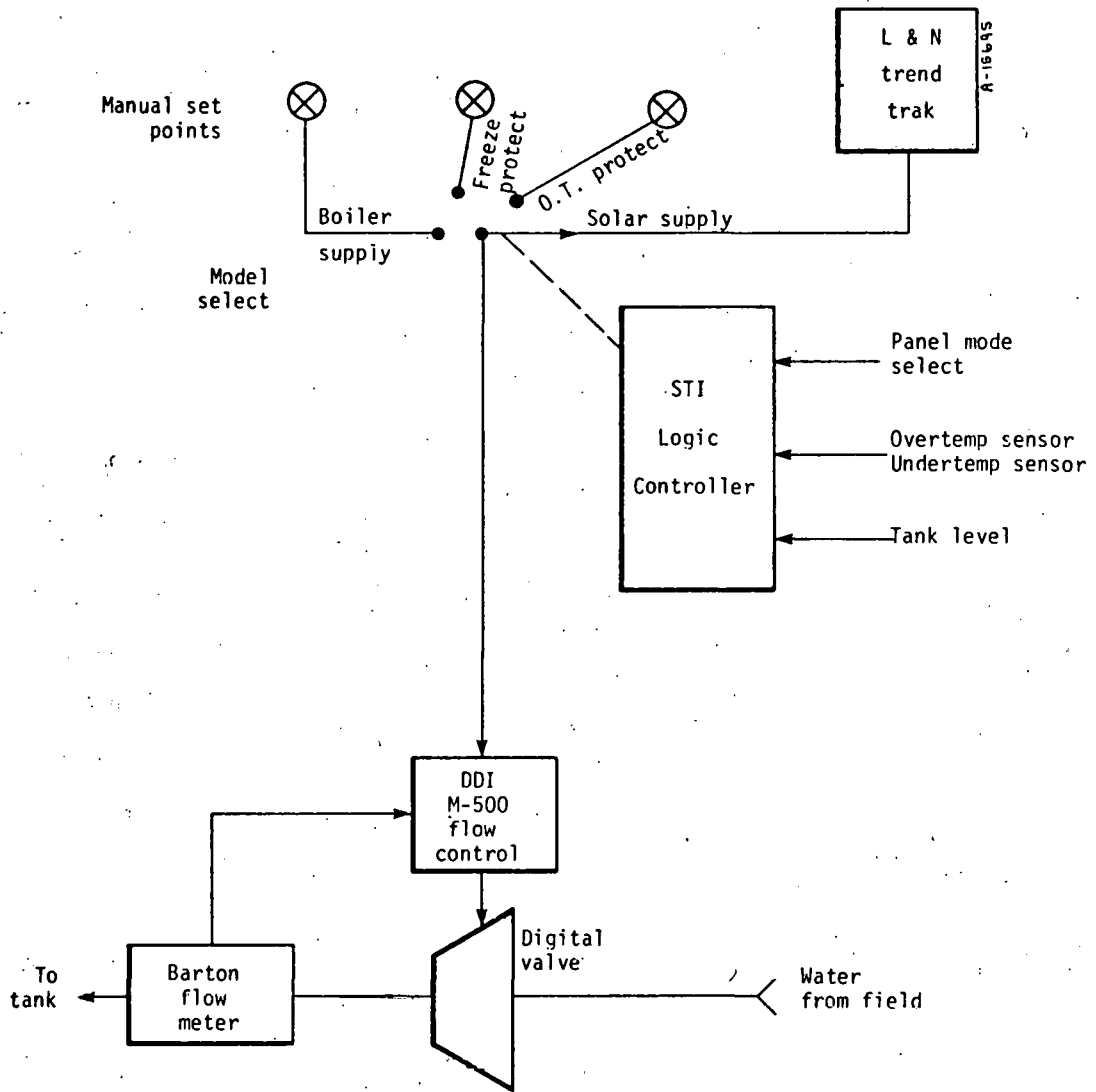 L & N
trend
trak
A-15695
Manual set
points
Freeze
protect
O.T. protect
Boiler
supply
Solar supply
Model
select
STI
Logic
Controller
Panel mode
select
Overtemp sensor
Undertemp sensor
Tank level
DDI
M-500
flow
control
Digital
valve
To
tank
Barton
flow
meter
Water
from field